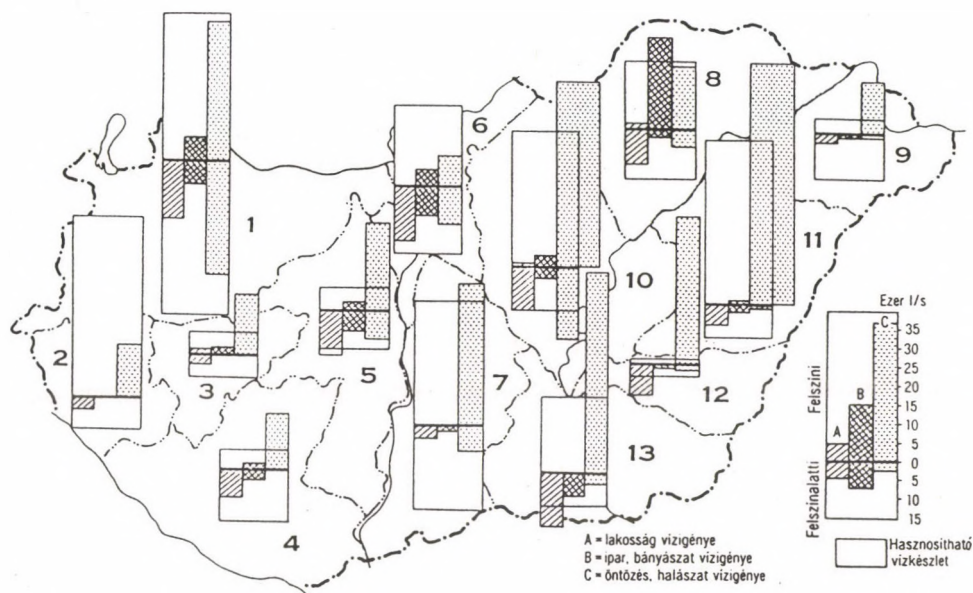 8
6
9
1
11
10
Ezer l/s
2
3
5
7
12
13
4
Felszíni
Felszínalatti
A
B
C
35
30
25
20
15
10
5
0
5
10
15
A = lakosság vízigénye
B = ipar, bányászat vízigénye
C = öntözés, halászat vízigénye
Hasznosítható
vízkészlet